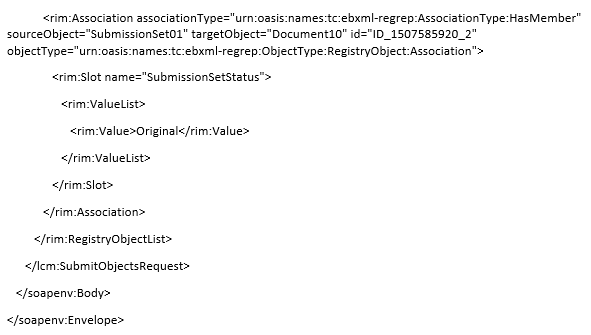 <rim:Association associationType="urn:oasis:names:tc:ebxml-regrep:AssociationType:HasMember"
sourceObject="SubmissionSet01" targetObject="Document10" id="ID_1507585920_2"
objectType="urn:oasis:names:tc:ebxml-regrep:ObjectType:RegistryObject:Association">
<rim:Slot name="SubmissionSetStatus">
<rim:ValueList>
<rim:Value>Original</rim:Value>
</rim:ValueList>
</rim:Slot>
</rim:Association>
</rim:RegistryObjectList>
</lcm:SubmitObjectsRequest>
</soapenv:Body>
</soapenv:Envelope>